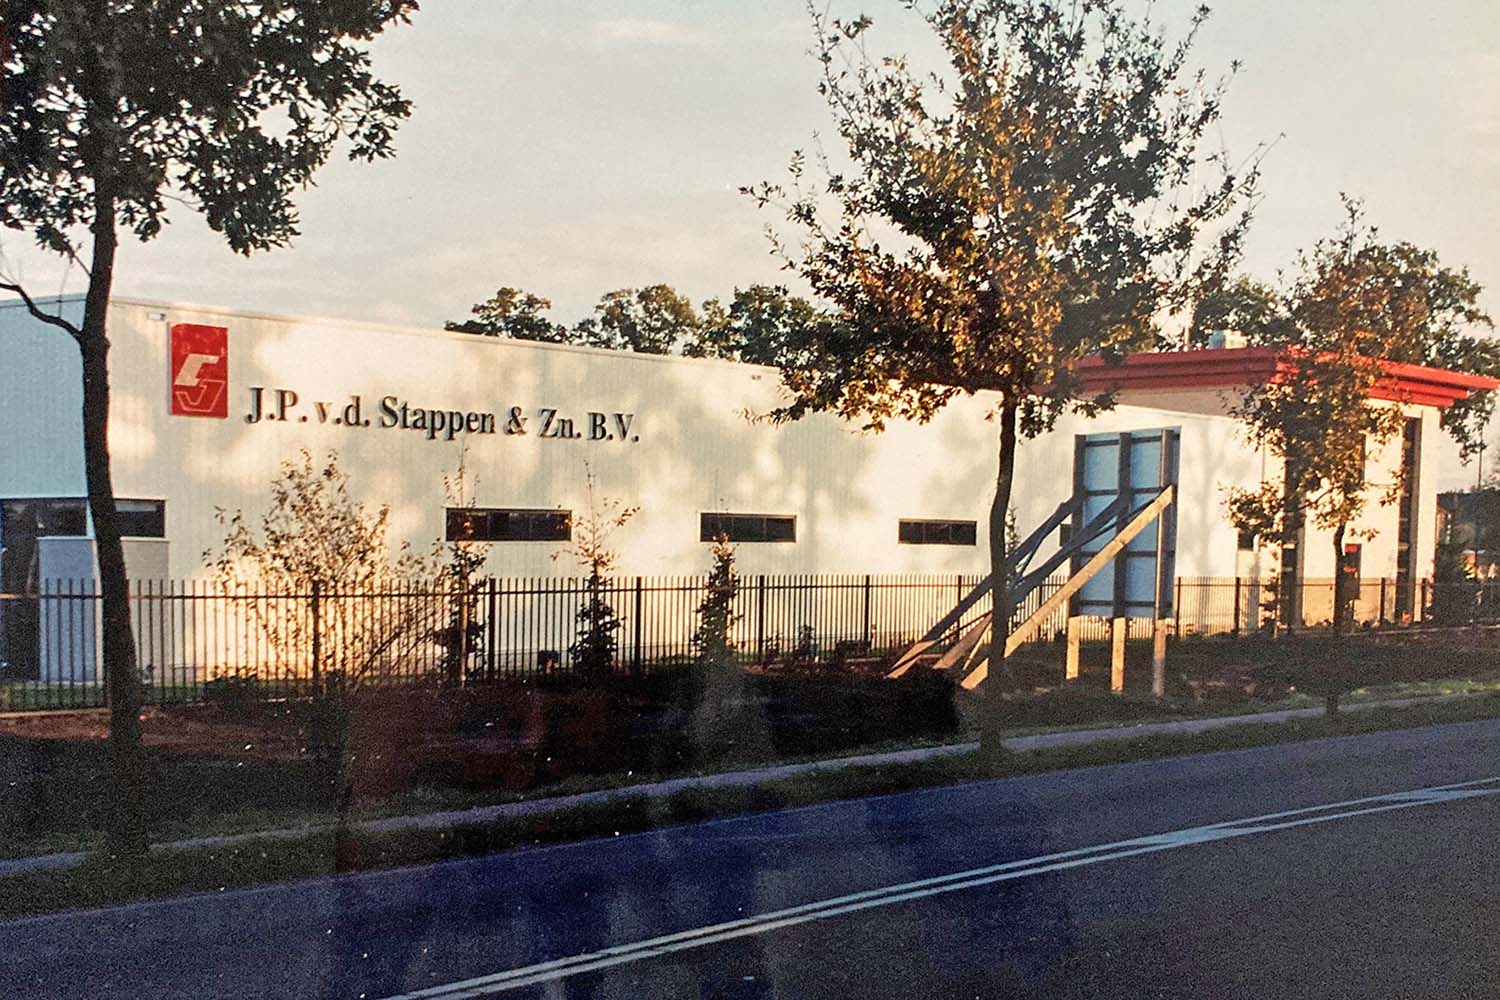 J.P. v.d. Stappen & Zn. B.V.